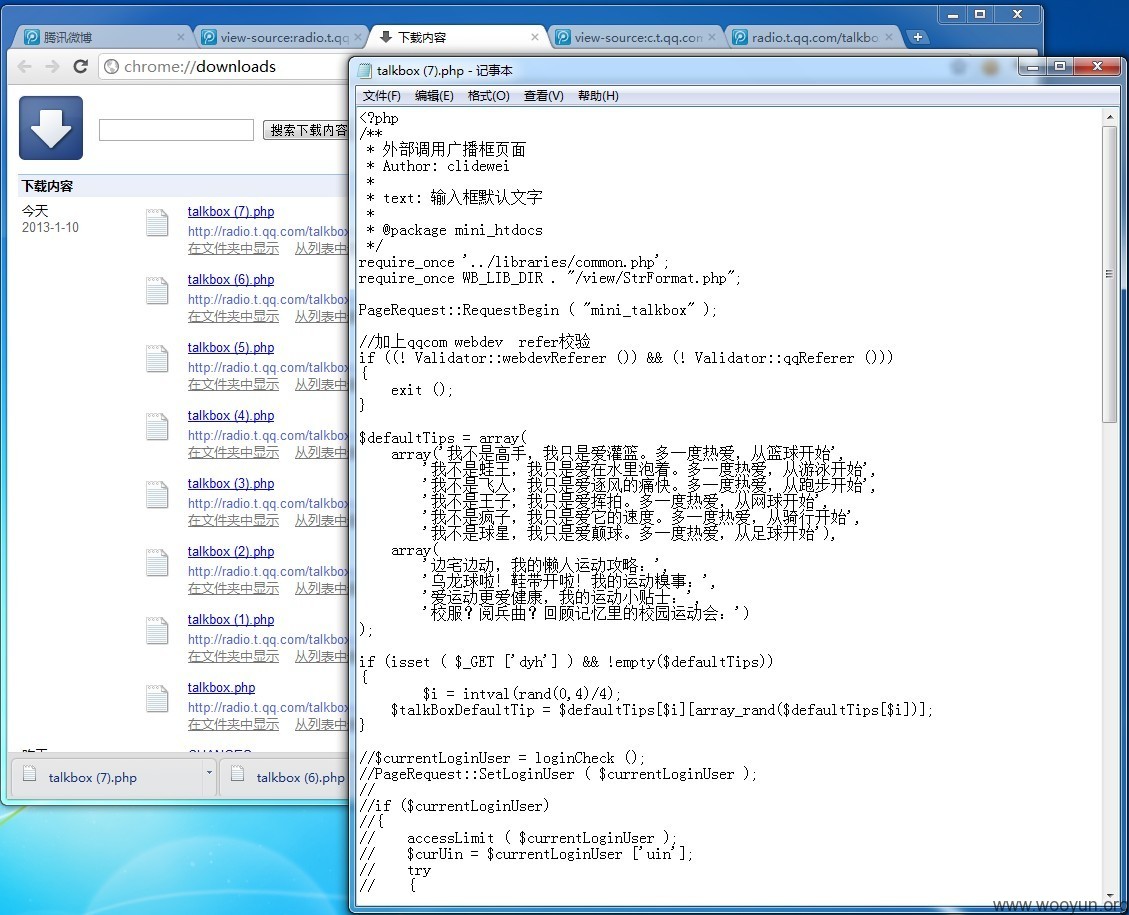 腾讯微博
view-source:radio.t.qq
下载内容
view-source:c.t.qq.com
radio.t.qq.com/talkbo
chrome://downloads
搜索下载内容
下载内容
今天
2013-1-10
talkbox (7).php
http://radio.t.qq.com/talkbox
在文件夹中显示 从列表中
talkbox (6).php
http://radio.t.qq.com/talkbox
在文件夹中显示 从列表中
talkbox (5).php
http://radio.t.qq.com/talkbox
在文件夹中显示 从列表中
talkbox (4).php
http://radio.t.qq.com/talkbox
在文件夹中显示 从列表中
talkbox (3).php
http://radio.t.qq.com/talkbox
在文件夹中显示 从列表中
talkbox (2).php
http://radio.t.qq.com/talkbox
在文件夹中显示 从列表中
talkbox (1).php
http://radio.t.qq.com/talkbox
在文件夹中显示 从列表中
talkbox.php
http://radio.t.qq.com/talkbox
在文件夹中显示 从列表中
talkbox (7).php
talkbox (6).php
talkbox (7).php - 记事本
文件(F) 编辑(E) 格式(O) 查看(V) 帮助(H)
<?php
/**
 * 外部调用广播框页面
 * Author: clidewei
 *
 * text: 输入框默认文字
 *
 * @package mini_htdocs
 */
require_once '../libraries/common.php';
require_once WB_LIB_DIR . "/view/StrFormat.php";
PageRequest::RequestBegin ( "mini_talkbox" );
//加上qqcom webdev refer校验
if ((! Validator::webdevReferer ()) && (! Validator::qqReferer ()))
{
    exit ();
}
$defaultTips = array(
    array('我不是高手，我只是爱灌篮。多一度热爱，从篮球开始',
        '我不是蛙王，我只是爱在水里泡着。多一度热爱，从游泳开始',
        '我不是飞人，我只是爱逐风的痛快。多一度热爱，从跑步开始',
        '我不是王子，我只是爱挥拍。多一度热爱，从网球开始',
        '我不是疯子，我只是爱它的速度。多一度热爱，从骑行开始',
        '我不是球星，我只是爱颠球。多一度热爱，从足球开始'),
    array(
        '边宅边动，我的懒人运动攻略：',
        '乌龙球啦！鞋带开啦！我的运动糗事：',
        '爱运动更爱健康，我的运动小贴士：',
        '校服？阅兵曲？回顾记忆里的校园运动会：')
);
if (isset ( $_GET ['dyh'] ) && !empty($defaultTips))
{
        $i = intval(rand(0,4)/4);
    $talkBoxDefaultTip = $defaultTips[$i][array_rand($defaultTips[$i])];
}
//$currentLoginUser = loginCheck ();
//PageRequest::SetLoginUser ( $currentLoginUser );
//
//if ($currentLoginUser)
//{
//    accessLimit ( $currentLoginUser );
//    $curUin = $currentLoginUser ['uin'];
//    try
//    {
www.wooyun.org